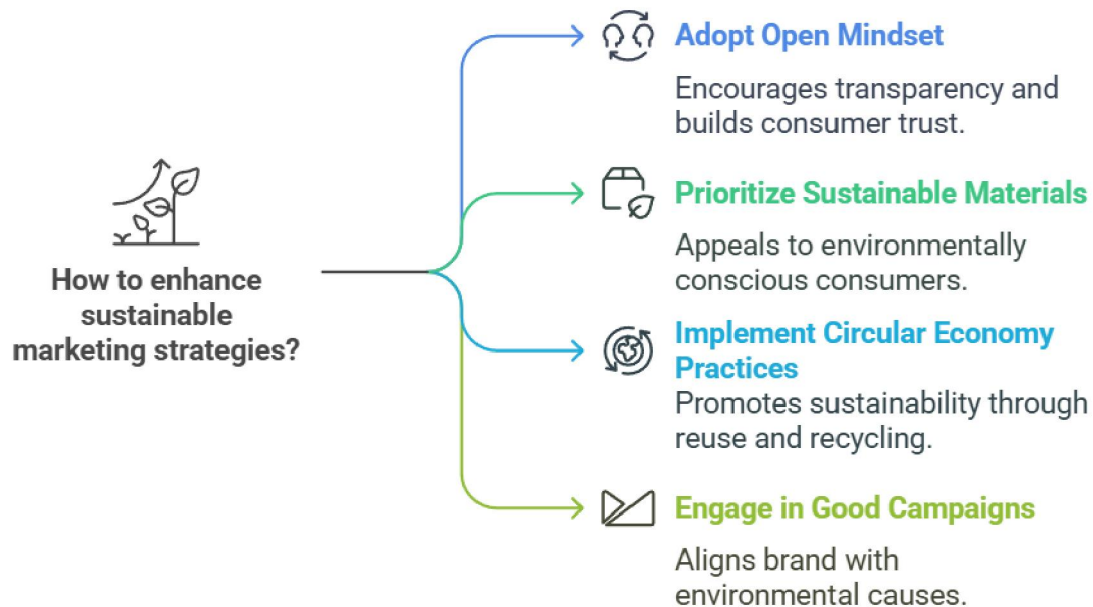 How to enhance
sustainable
marketing strategies?
Adopt Open Mindset
Encourages transparency and
builds consumer trust.
Prioritize Sustainable Materials
Appeals to environmentally
conscious consumers.
Implement Circular Economy
Practices
Promotes sustainability through
reuse and recycling.
Engage in Good Campaigns
Aligns brand with
environmental causes.